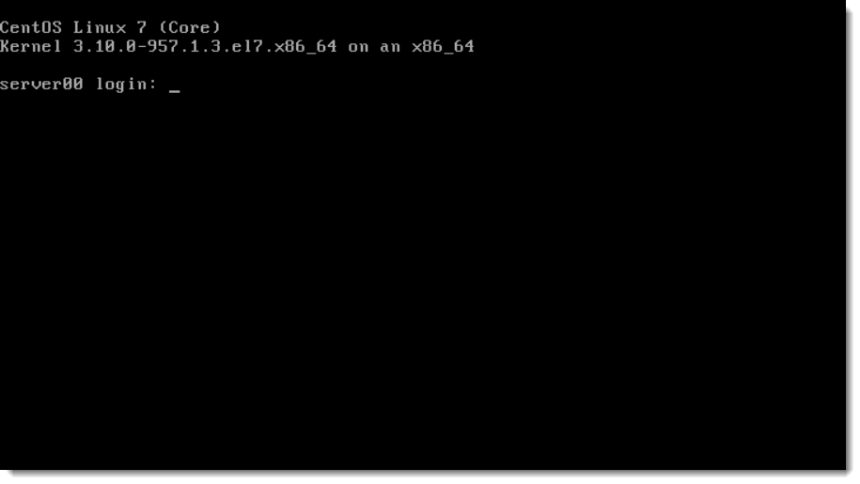 CentOS Linux 7 (Core)
Kernel 3.10.0-957.1.3.el7.x86_64 on an x86_64
server00 login: _